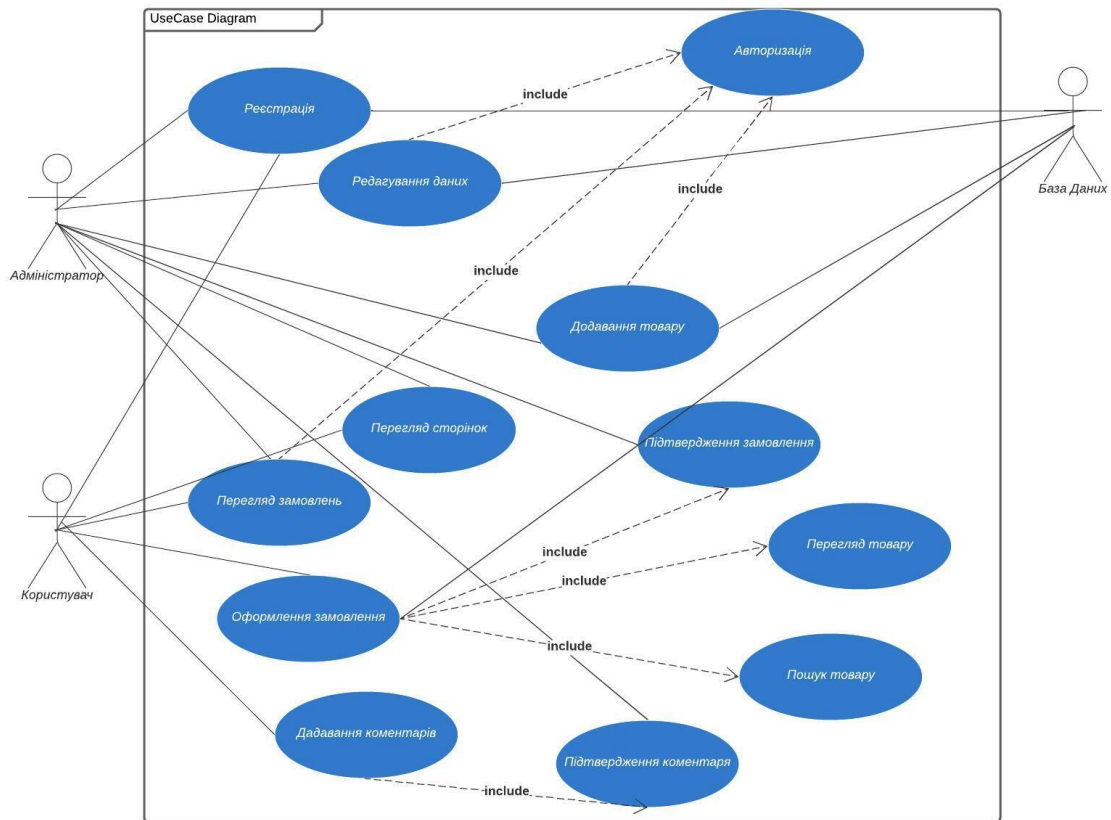 UseCase Diagram
Авторизація
include
Реєстрація
Редагування даних
include
База Даних
Адміністратор
include
Додавання товару
Перегляд сторінок
Підтвердження замовлення
Перегляд замовлень
Перегляд товару
include
include
Користувач
Оформлення замовлення
include
Пошук товару
Дадавання коментарів
Підтвердження коментаря
include